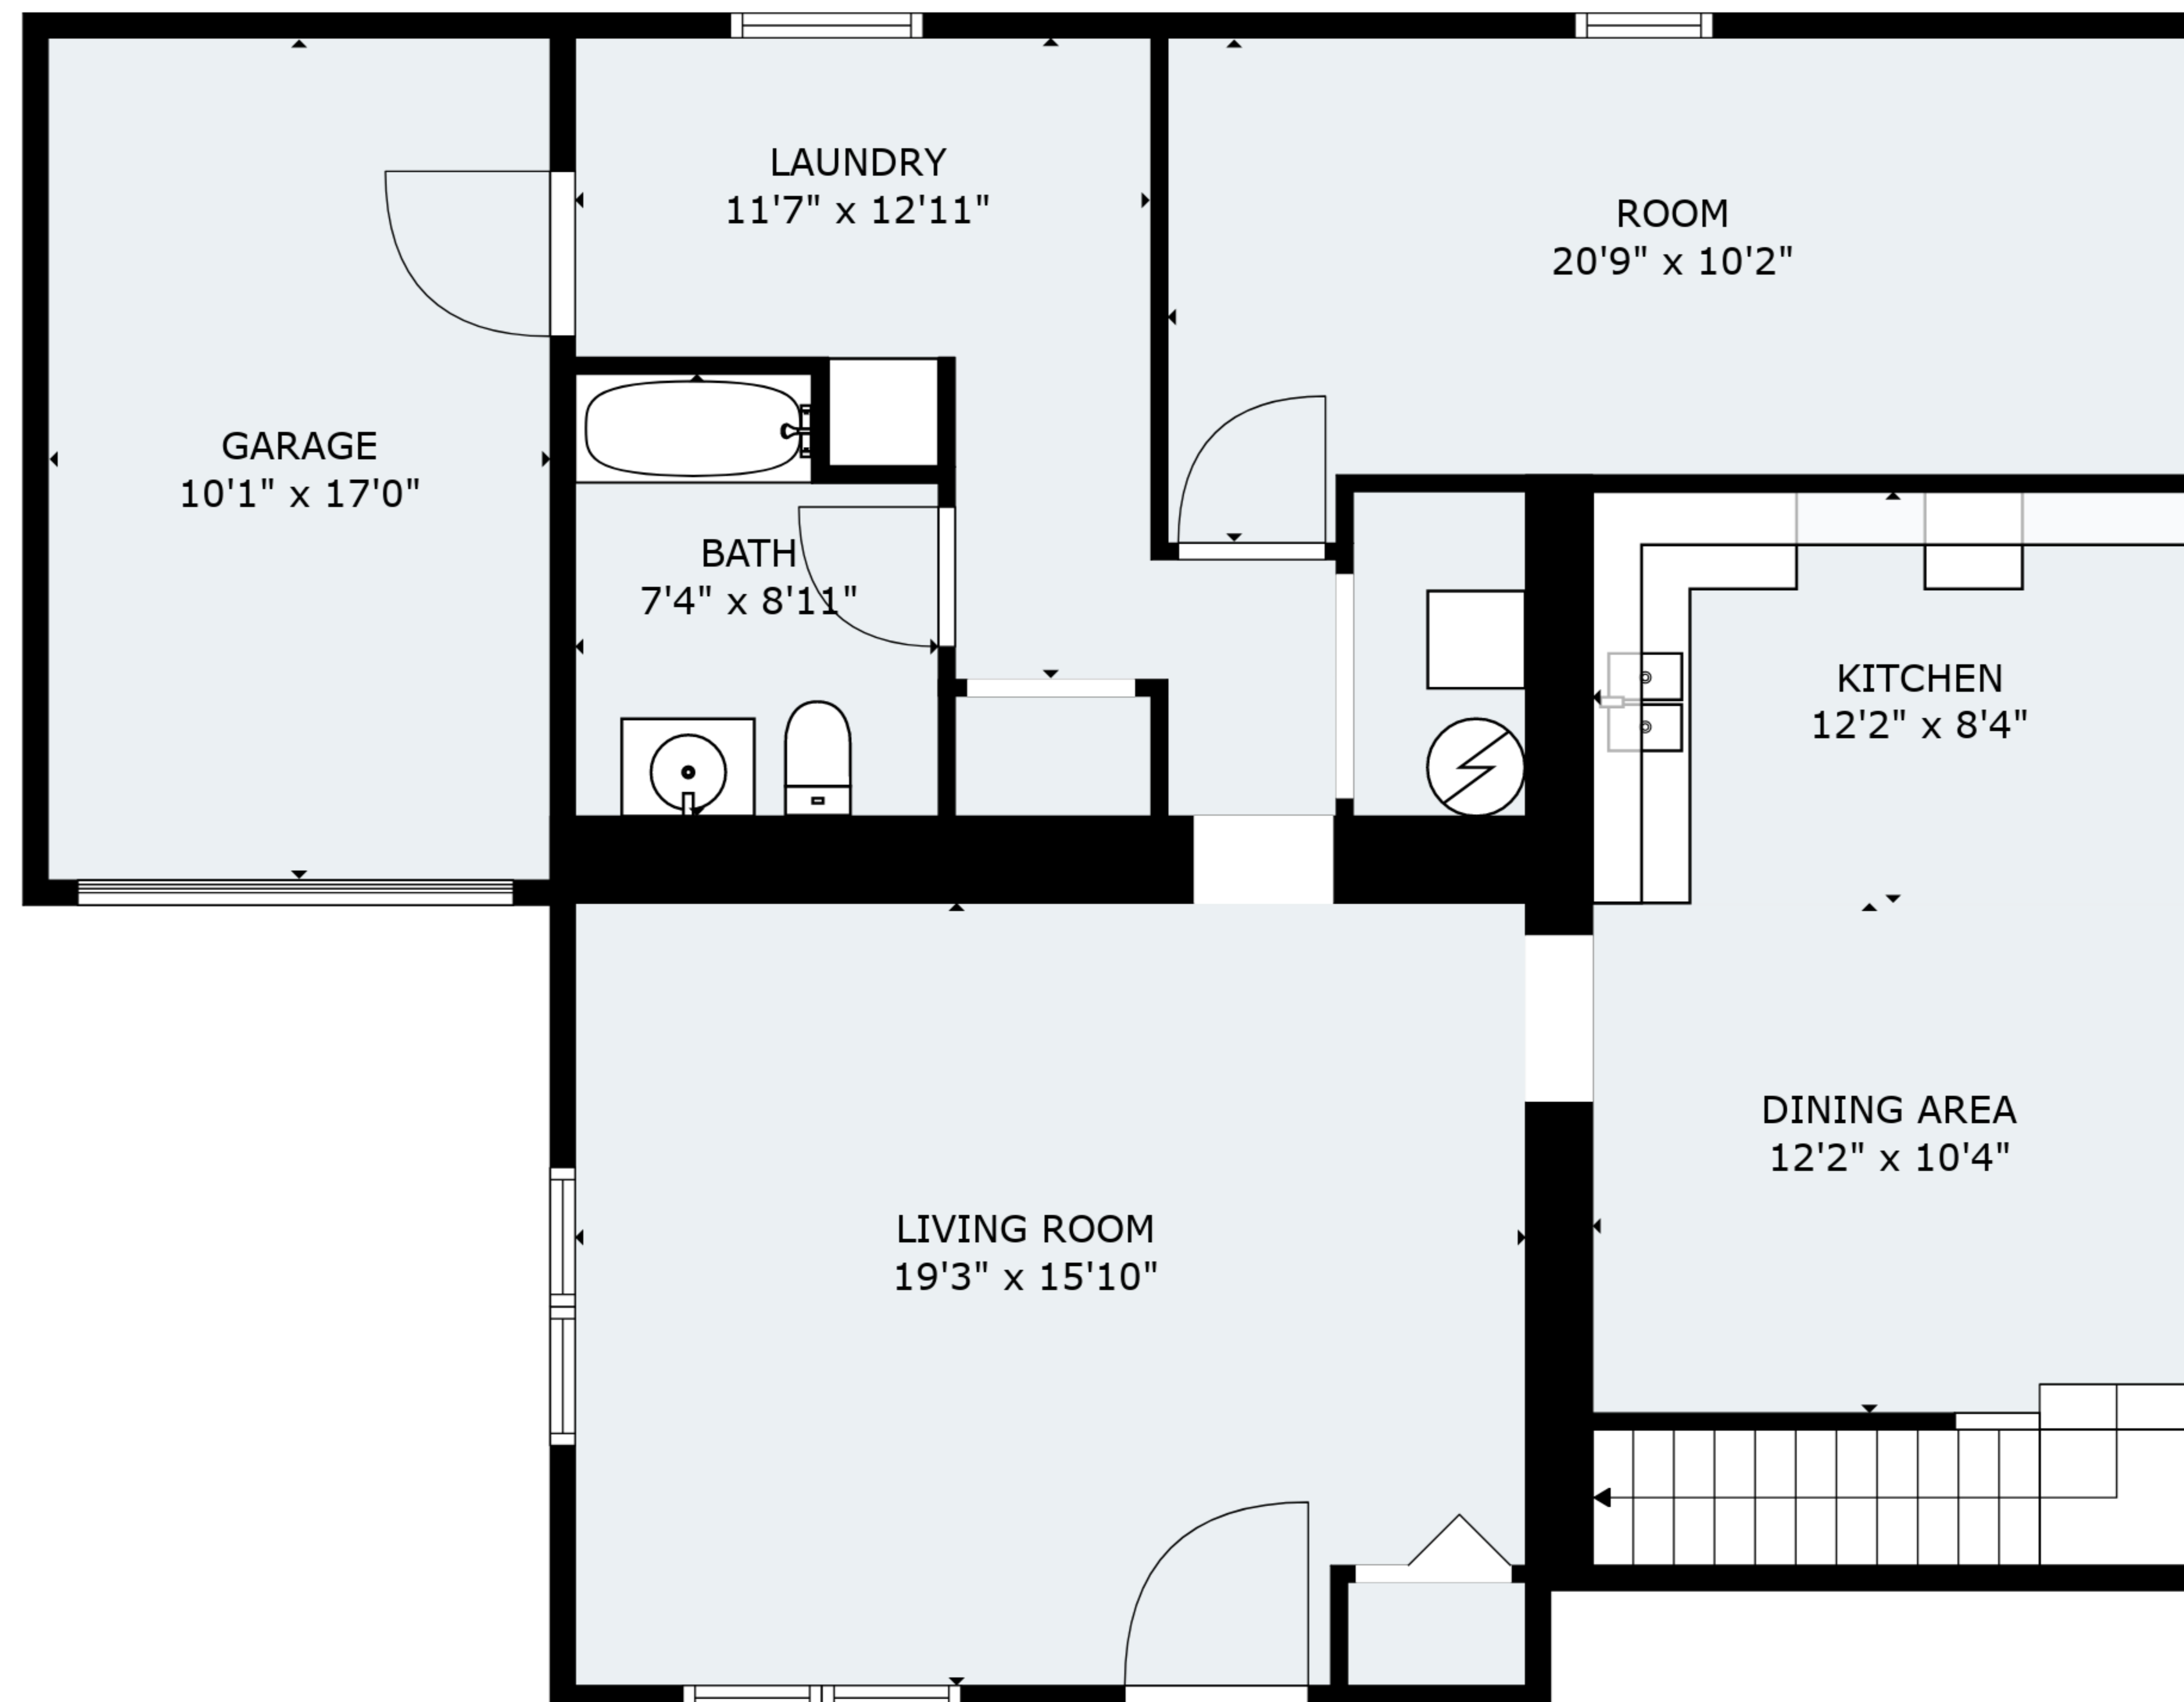 LAUNDRY
11'7" x 12'11"
ROOM
20'9" x 10'2"
GARAGE
10'1" x 17'0"
BATH
7'4" x 8'11"
KITCHEN
12'2" x 8'4"
DINING AREA
12'2" x 10'4"
LIVING ROOM
19'3" x 15'10"